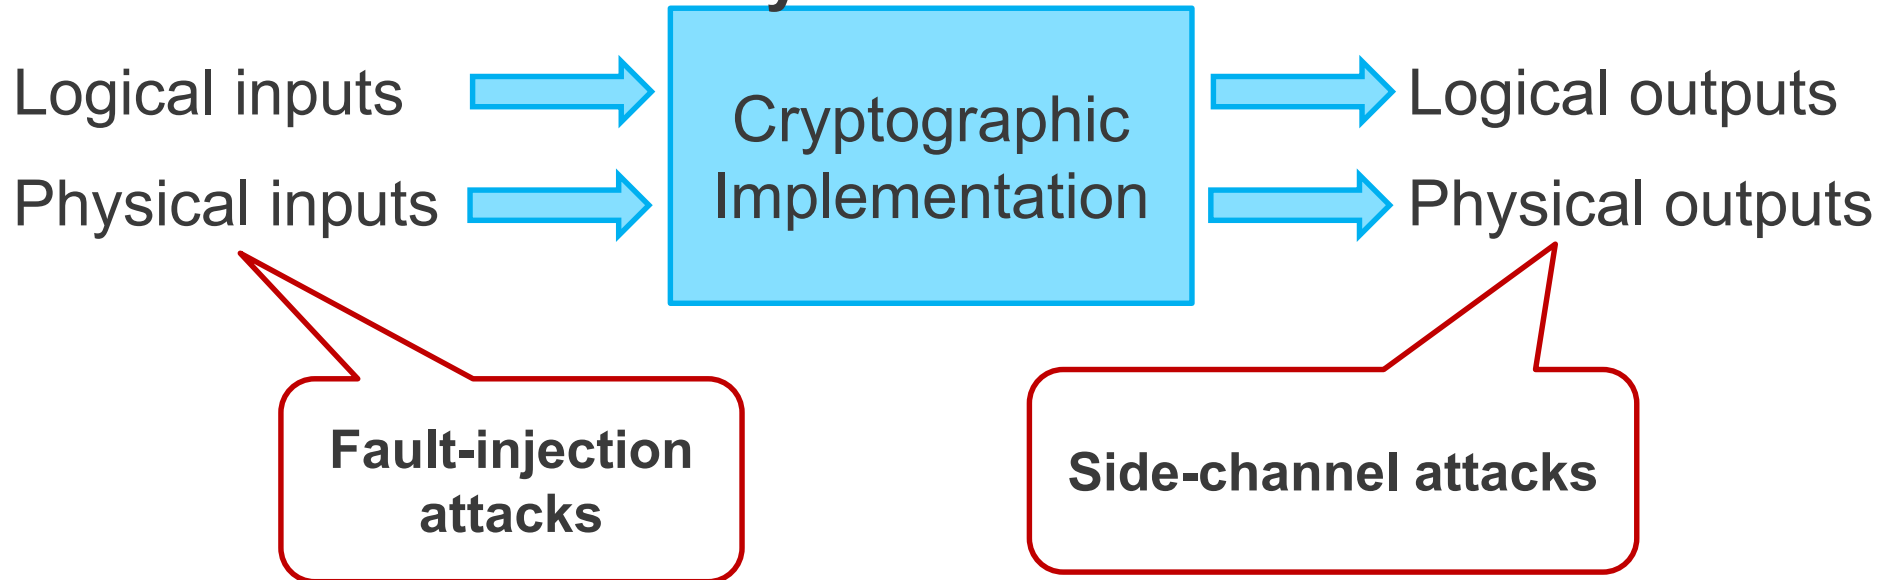 Logical inputs
Cryptographic
Implementation
Logical outputs
Physical inputs
Physical outputs
Fault-injection
attacks
Side-channel attacks